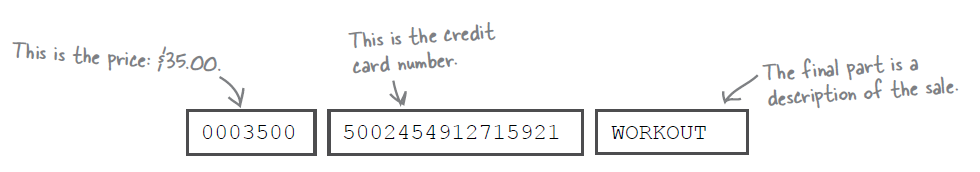 This is the price: $35.00.
This is the credit
card number.
The final part is a
description of the sale.
0003500
5002454912715921
WORKOUT